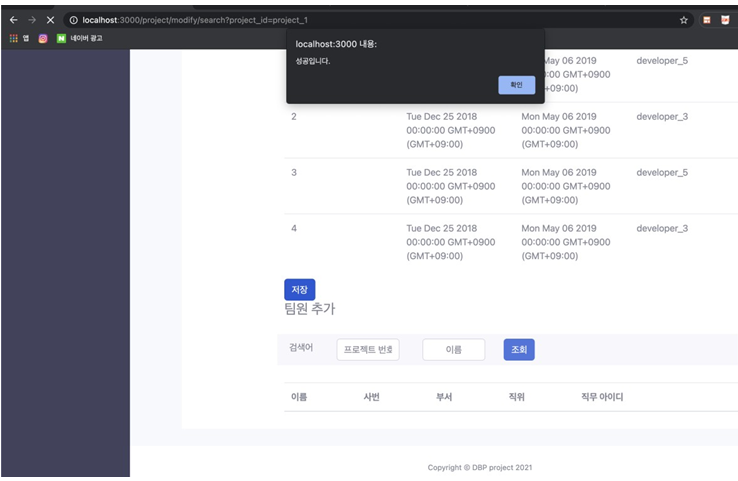 localhost:3000/project/modify/search?project_id=project_1
앱
네이버 광고
localhost:3000 내용:
성공입니다.
확인
May 06 2019
:00 GMT+0900
+09:00)
developer_5
2
Tue Dec 25 2018
00:00:00 GMT+0900
(GMT+09:00)
Mon May 06 2019
00:00:00 GMT+0900
(GMT+09:00)
developer_3
3
Tue Dec 25 2018
00:00:00 GMT+0900
(GMT+09:00)
Mon May 06 2019
00:00:00 GMT+0900
(GMT+09:00)
developer_5
4
Tue Dec 25 2018
00:00:00 GMT+0900
(GMT+09:00)
Mon May 06 2019
00:00:00 GMT+0900
(GMT+09:00)
developer_3
저장
팀원 추가
검색어 프로젝트 번호 이름 조회
이름 사번 부서 직위 직무 아이디
Copyright © DBP project 2021